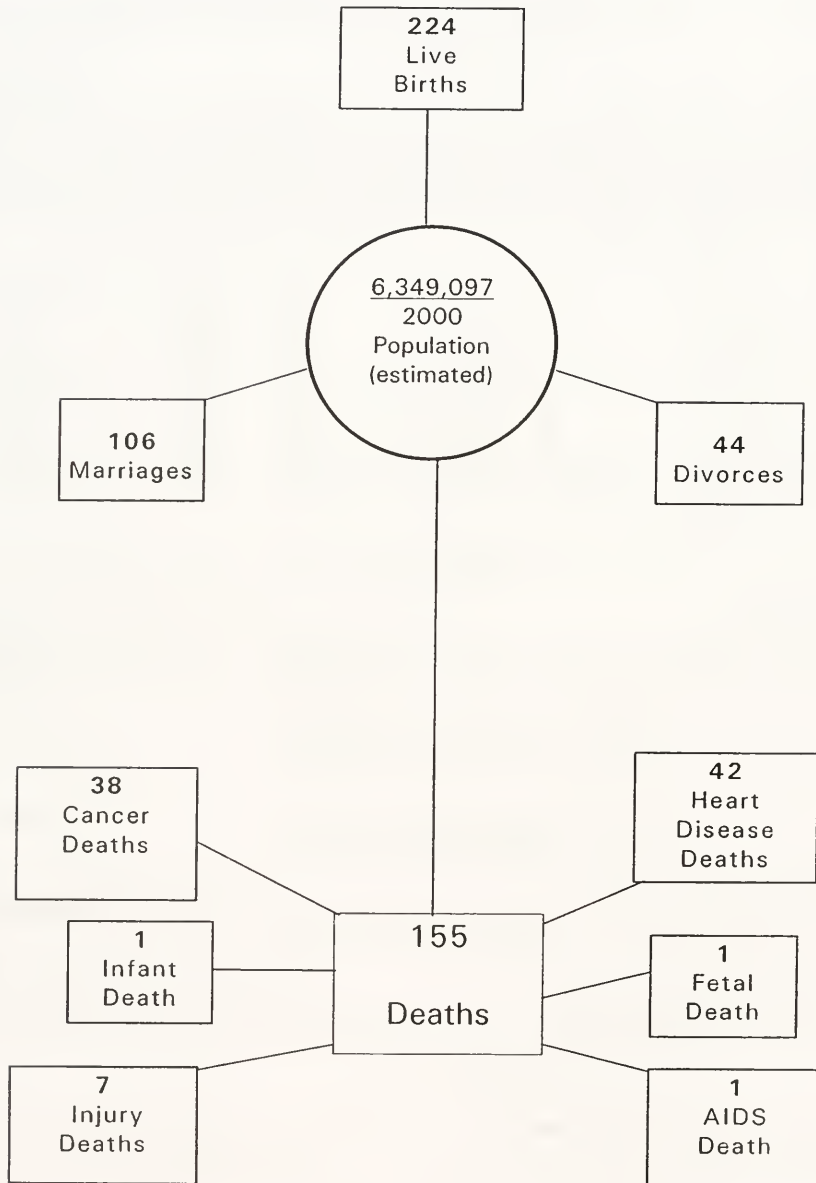 224
Live
Births
6,349,097
2000
Population
(estimated)
106
Marriages
44
Divorces
38
Cancer
Deaths
42
Heart
Disease
Deaths
1
Infant
Death
155
Deaths
1
Fetal
Death
7
Injury
Deaths
1
AIDS
Death